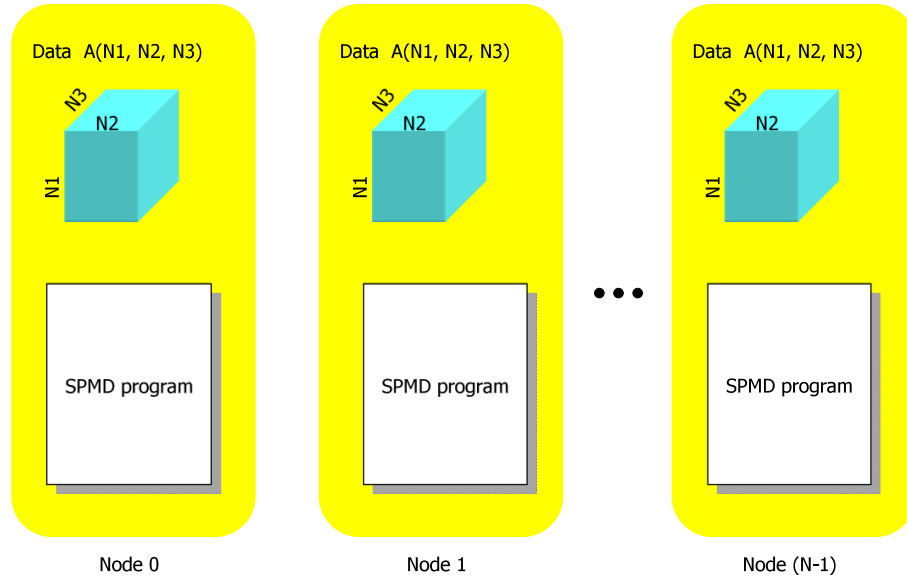 Data A(N1, N2, N3)
N3
N2
N1
SPMD program
Node 0
Data A(N1, N2, N3)
N3
N2
N1
SPMD program
Node 1
Data A(N1, N2, N3)
N3
N2
N1
SPMD program
Node (N-1)